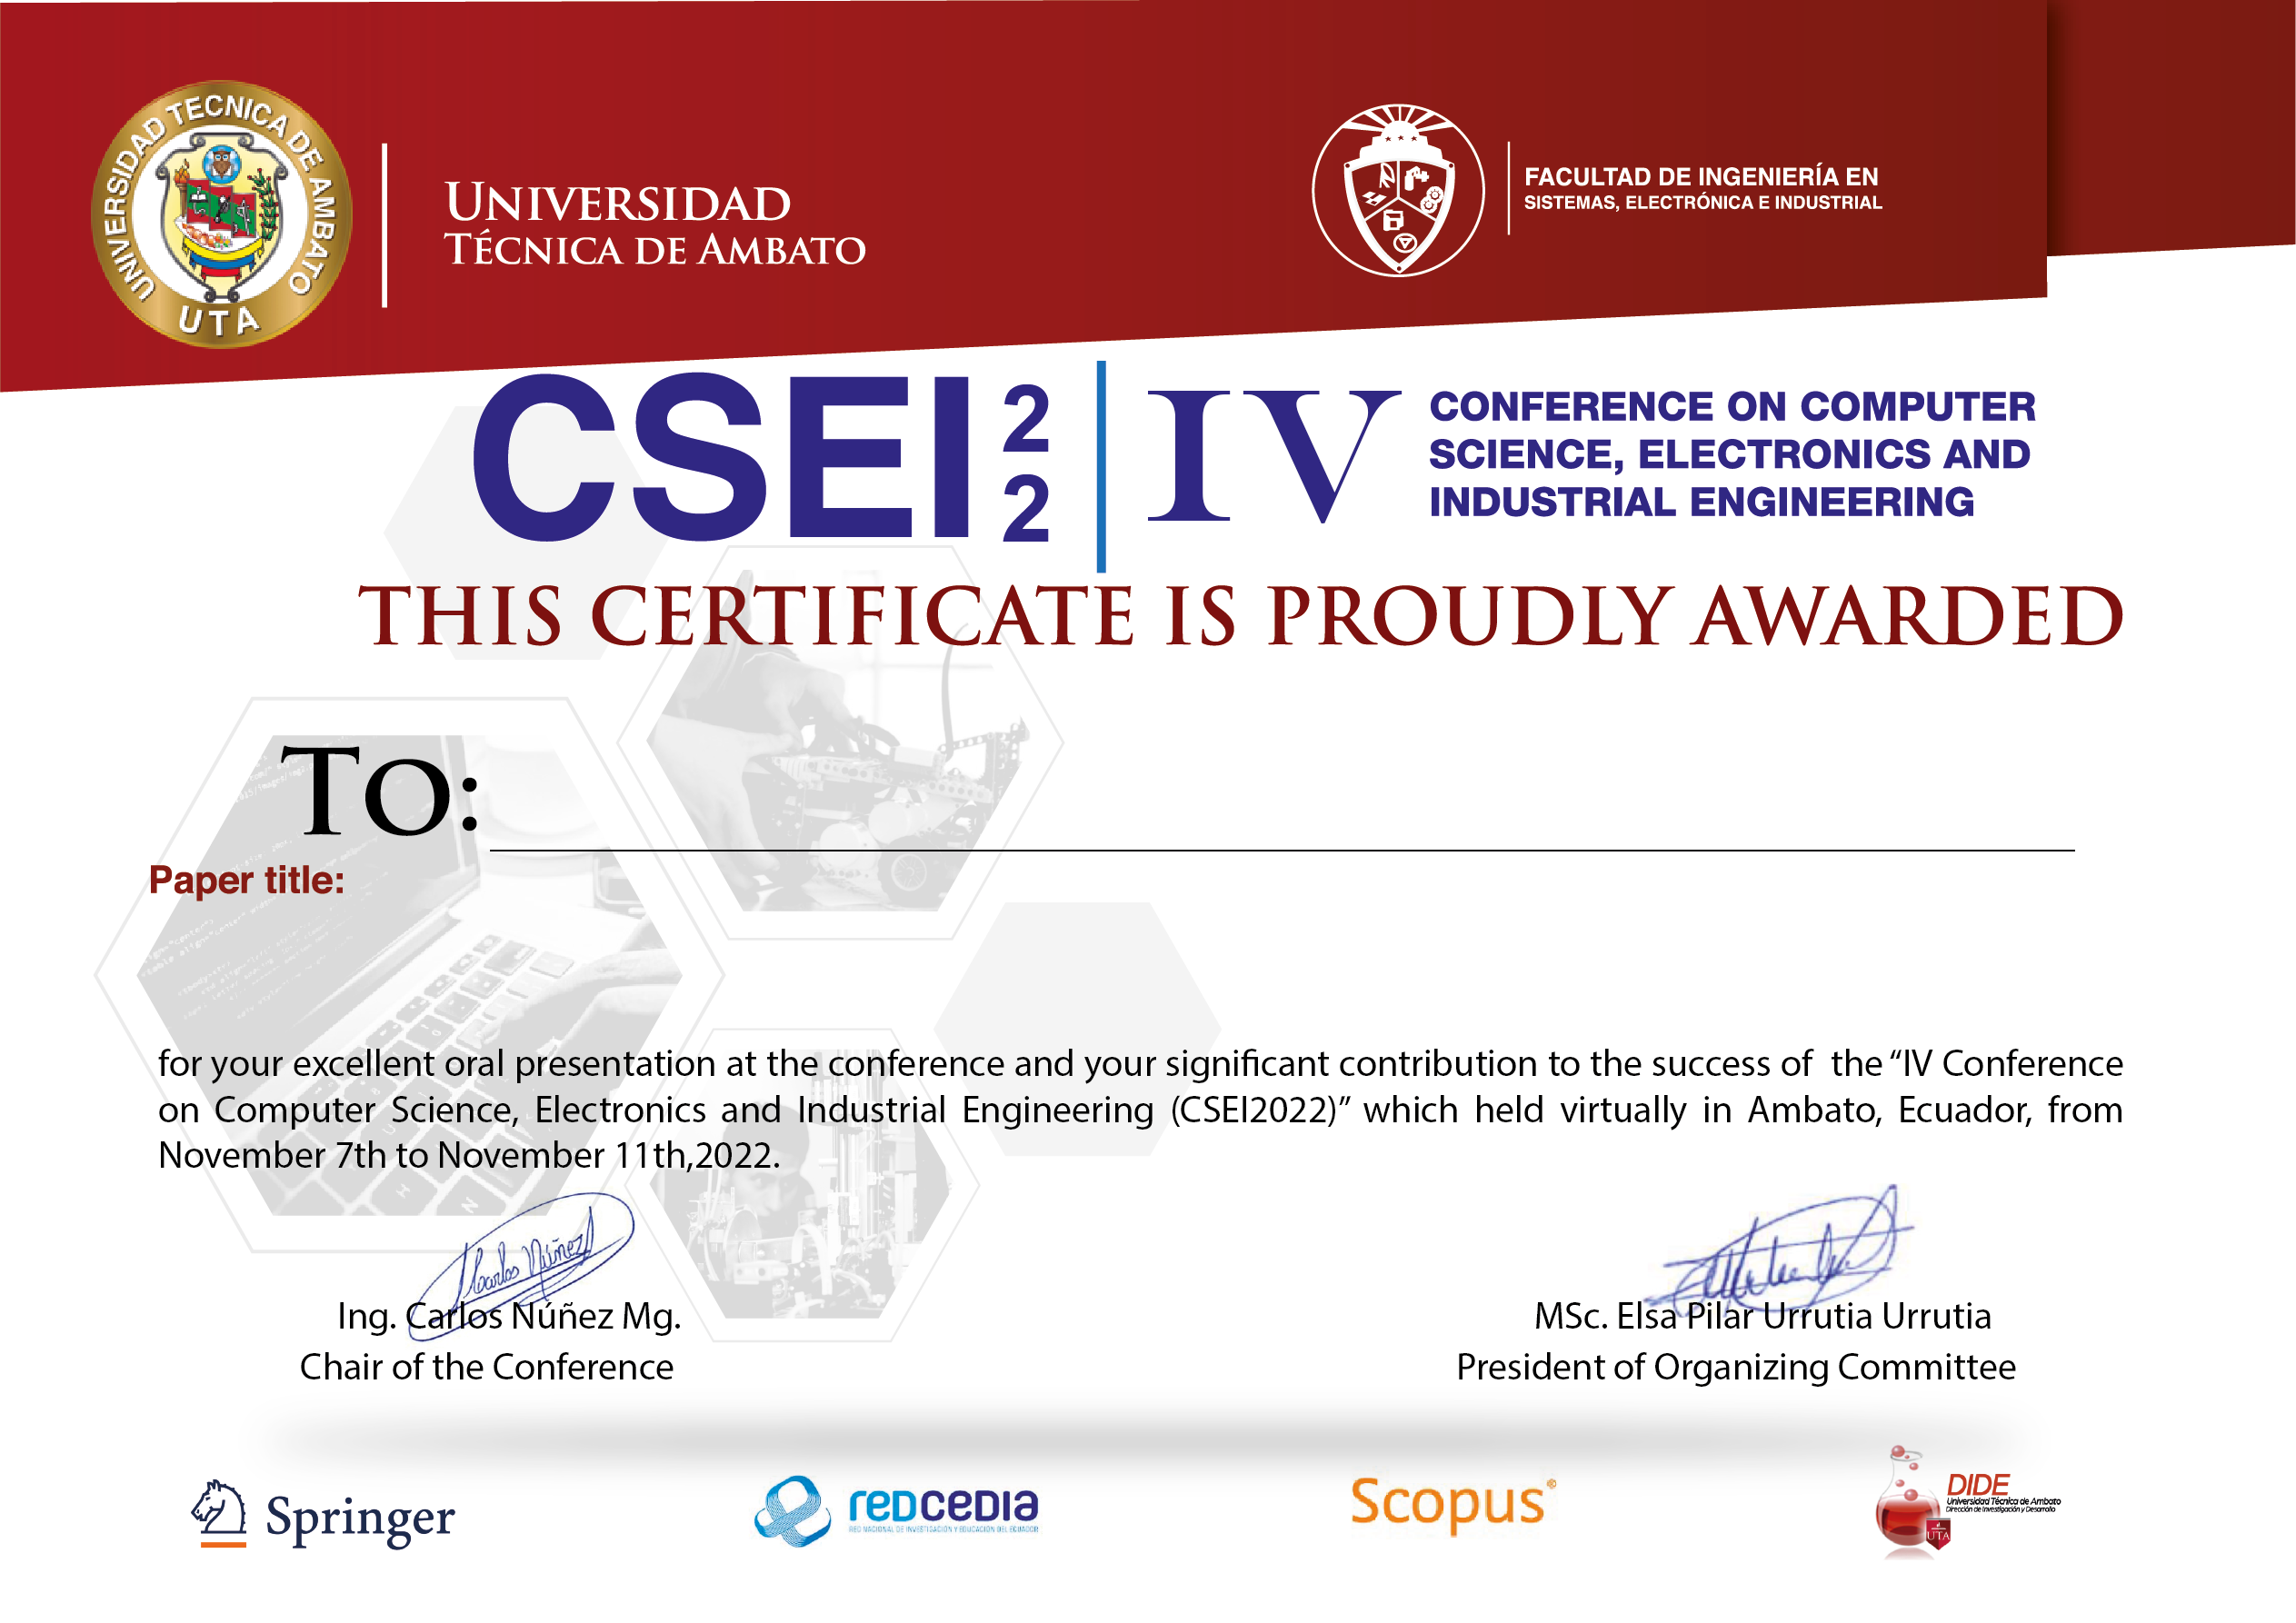 UNIVERSIDAD TECNICA DE AMBATO
UTA
UNIVERSIDAD
TÉCNICA DE AMBATO
FACULTAD DE INGENIERÍA EN
SISTEMAS, ELECTRÓNICA E INDUSTRIAL
CSEI 22
IV
CONFERENCE ON COMPUTER
SCIENCE, ELECTRONICS AND
INDUSTRIAL ENGINEERING
THIS CERTIFICATE IS PROUDLY AWARDED
TO:
Paper title:
for your excellent oral presentation at the conference and your significant contribution to the success of the “IV Conference
on Computer Science, Electronics and Industrial Engineering (CSEI2022)” which held virtually in Ambato, Ecuador, from
November 7th to November 11th,2022.
Carlos Núñez
Ing. Carlos Núñez Mg.
Chair of the Conference
MSc. Elsa Pilar Urrutia Urrutia
President of Organizing Committee
Springer
redcedia
RED NACIONAL DE INVESTIGACIÓN Y EDUCACIÓN DEL ECUADOR
Scopus®
DIDE
Universidad Técnica de Ambato
Dirección de Investigación y Desarrollo
UTA